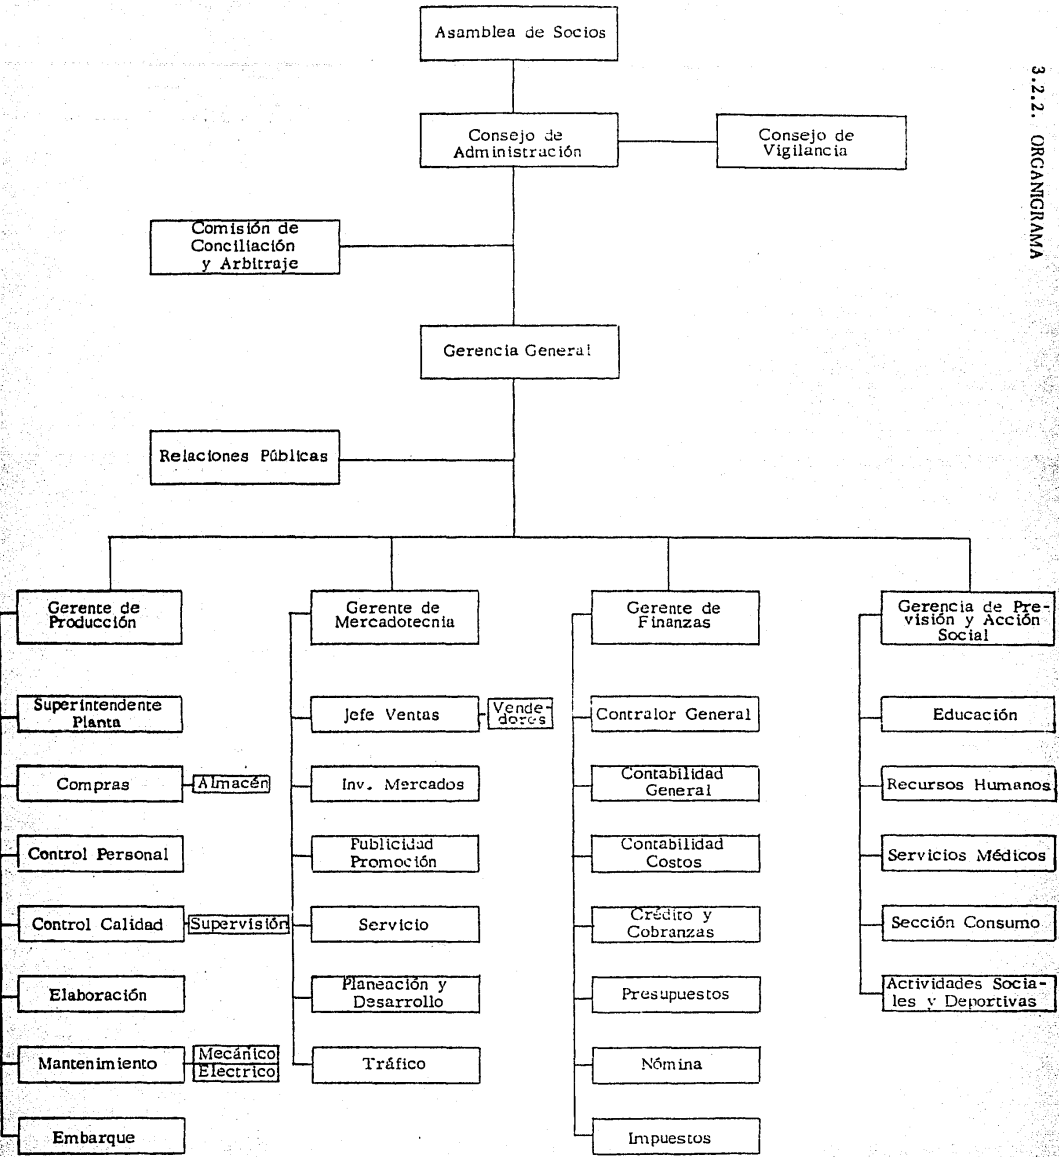 3.2.2. ORGANIGRAMA
Asamblea de Socios
Consejo de
Administración
Consejo de
Vigilancia
Comisión de
Conciliación
y Arbitraje
Gerencia General
Relaciones Públicas
Gerente de
Producción
Superintendente
Planta
Compras
Almacén
Control Personal
Control Calidad
Supervisión
Elaboración
Mantenimiento
Mecánico
Eléctrico
Embarque
Gerente de
Mercadotecnia
Jefe Ventas
Vende-
dores
Inv. Mercados
Publicidad
Promoción
Servicio
Planeación y
Desarrollo
Tráfico
Gerente de
Finanzas
Contralor General
Contabilidad
General
Contabilidad
Costos
Crédito y
Cobranzas
Presupuestos
Nómina
Impuestos
Gerencia de Pre-
visión y Acción
Social
Educación
Recursos Humanos
Servicios Médicos
Sección Consumo
Actividades Socia-
les y Deportivas